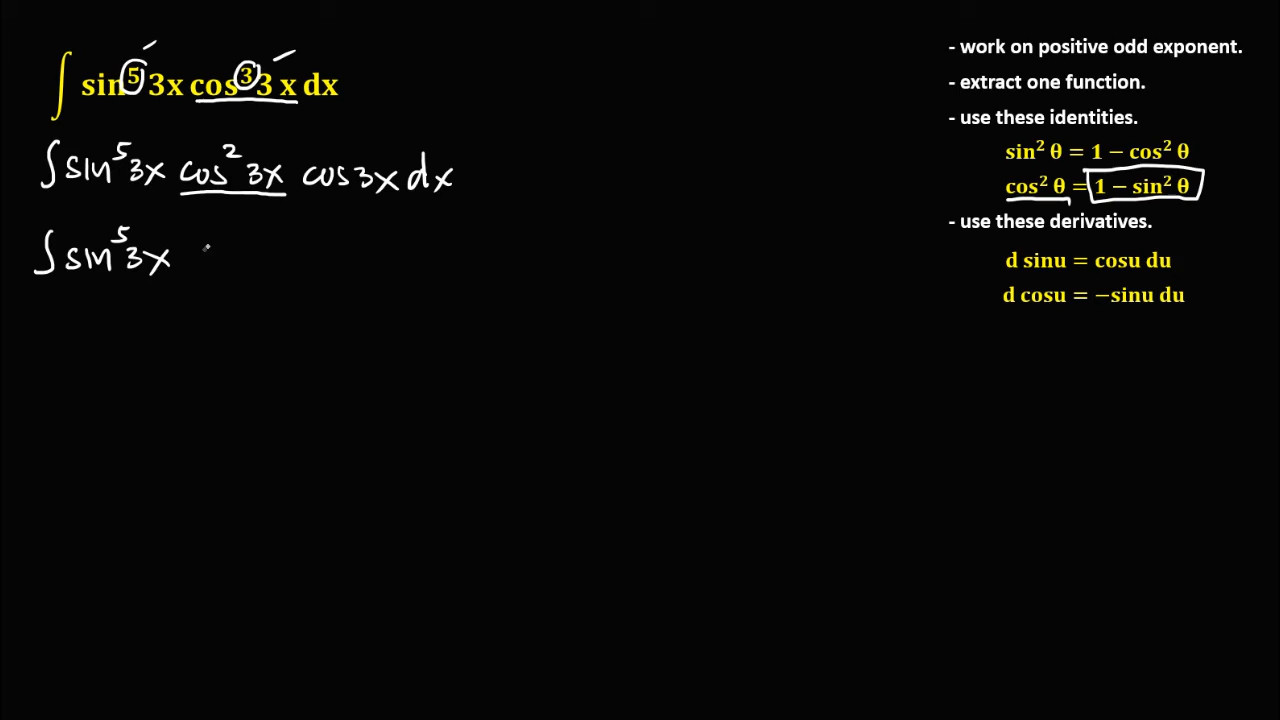 ∫ sin⁵ 3x cos³ 3x dx
∫ sin⁵ 3x cos² 3x cos 3x dx
∫ sin⁵ 3x
- work on positive odd exponent.
- extract one function.
- use these identities.
sin² θ = 1 − cos² θ
cos² θ = 1 − sin² θ
- use these derivatives.
d sinu = cosu du
d cosu = −sinu du